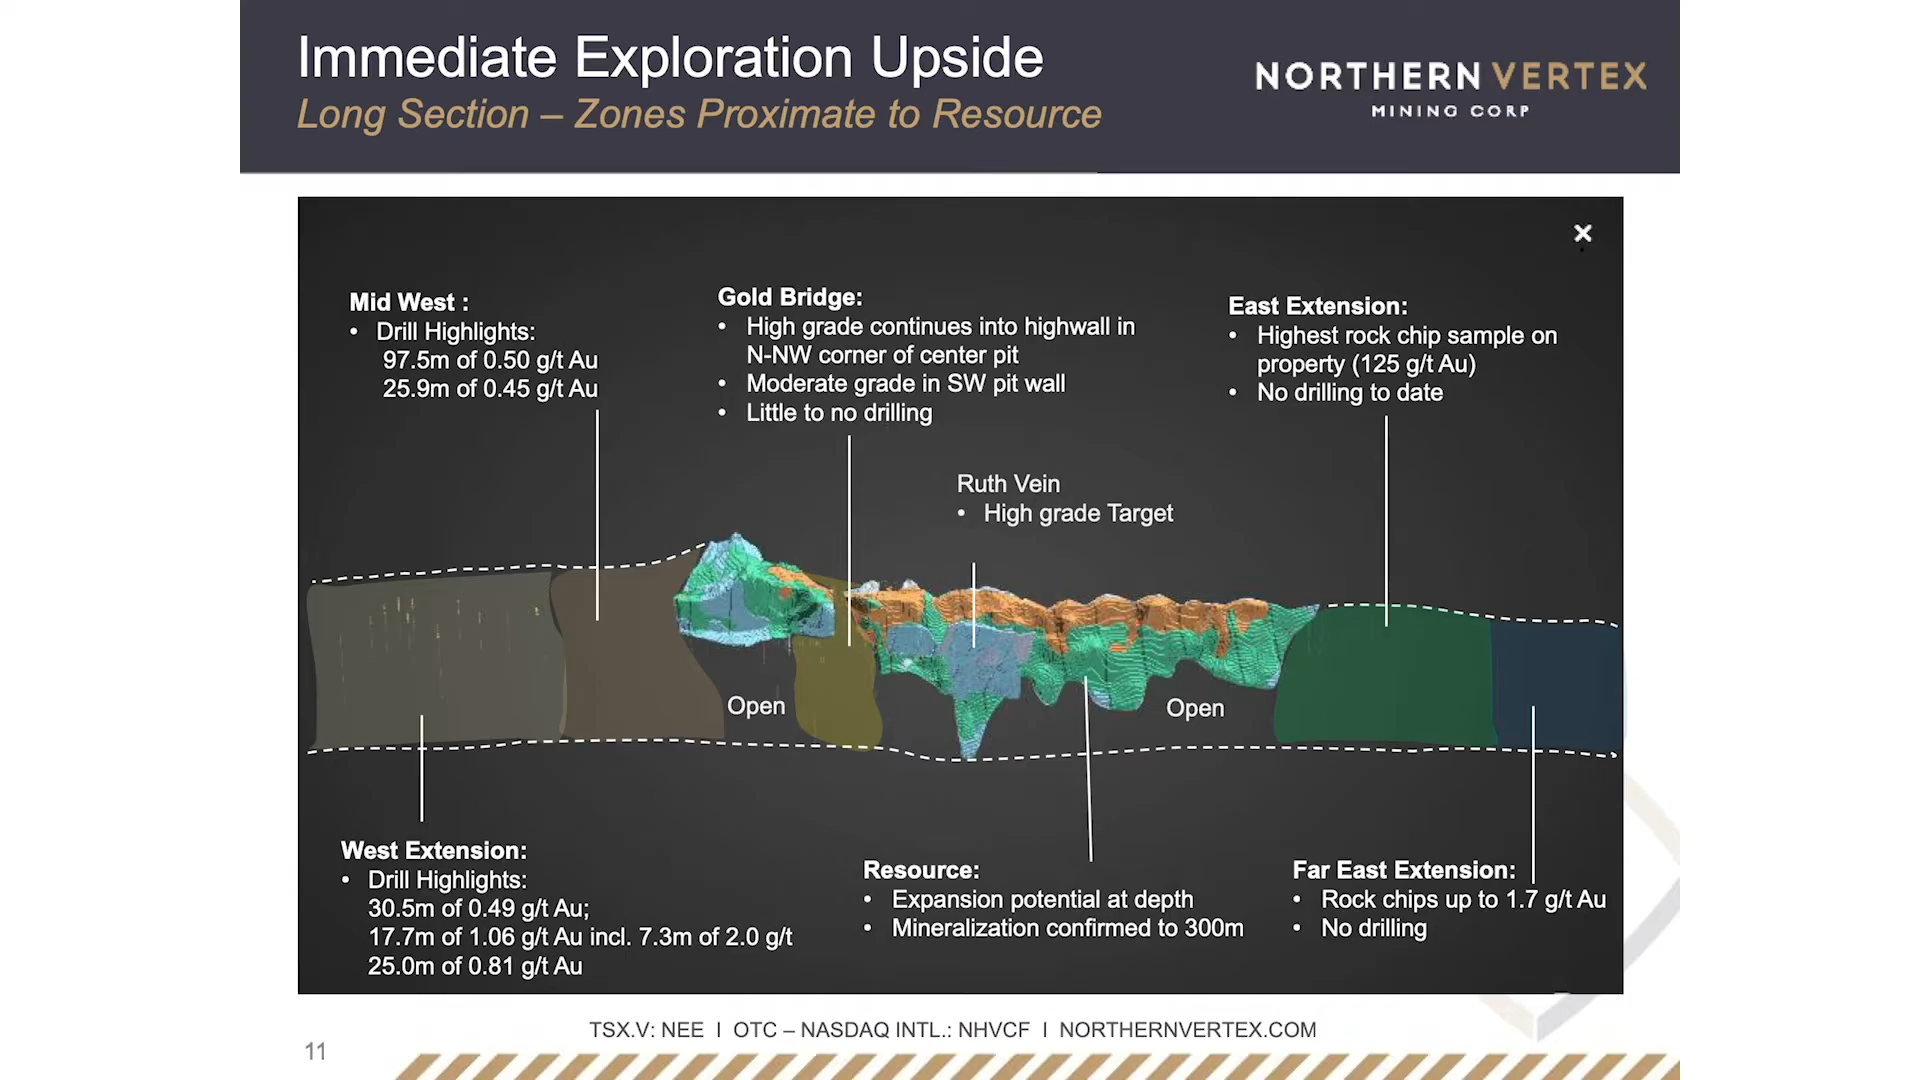 Immediate Exploration Upside
Long Section – Zones Proximate to Resource
NORTHERN VERTEX
MINING CORP
Mid West :
• Drill Highlights:
97.5m of 0.50 g/t Au
25.9m of 0.45 g/t Au
Gold Bridge:
• High grade continues into highwall in
N-NW corner of center pit
• Moderate grade in SW pit wall
• Little to no drilling
East Extension:
• Highest rock chip sample on
property (125 g/t Au)
• No drilling to date
Ruth Vein
• High grade Target
Open
Open
West Extension:
• Drill Highlights:
30.5m of 0.49 g/t Au;
17.7m of 1.06 g/t Au incl. 7.3m of 2.0 g/t
25.0m of 0.81 g/t Au
Resource:
• Expansion potential at depth
• Mineralization confirmed to 300m
Far East Extension:
• Rock chips up to 1.7 g/t Au
• No drilling
TSX.V: NEE I OTC – NASDAQ INTL.: NHVCF I NORTHERNVERTEX.COM
11